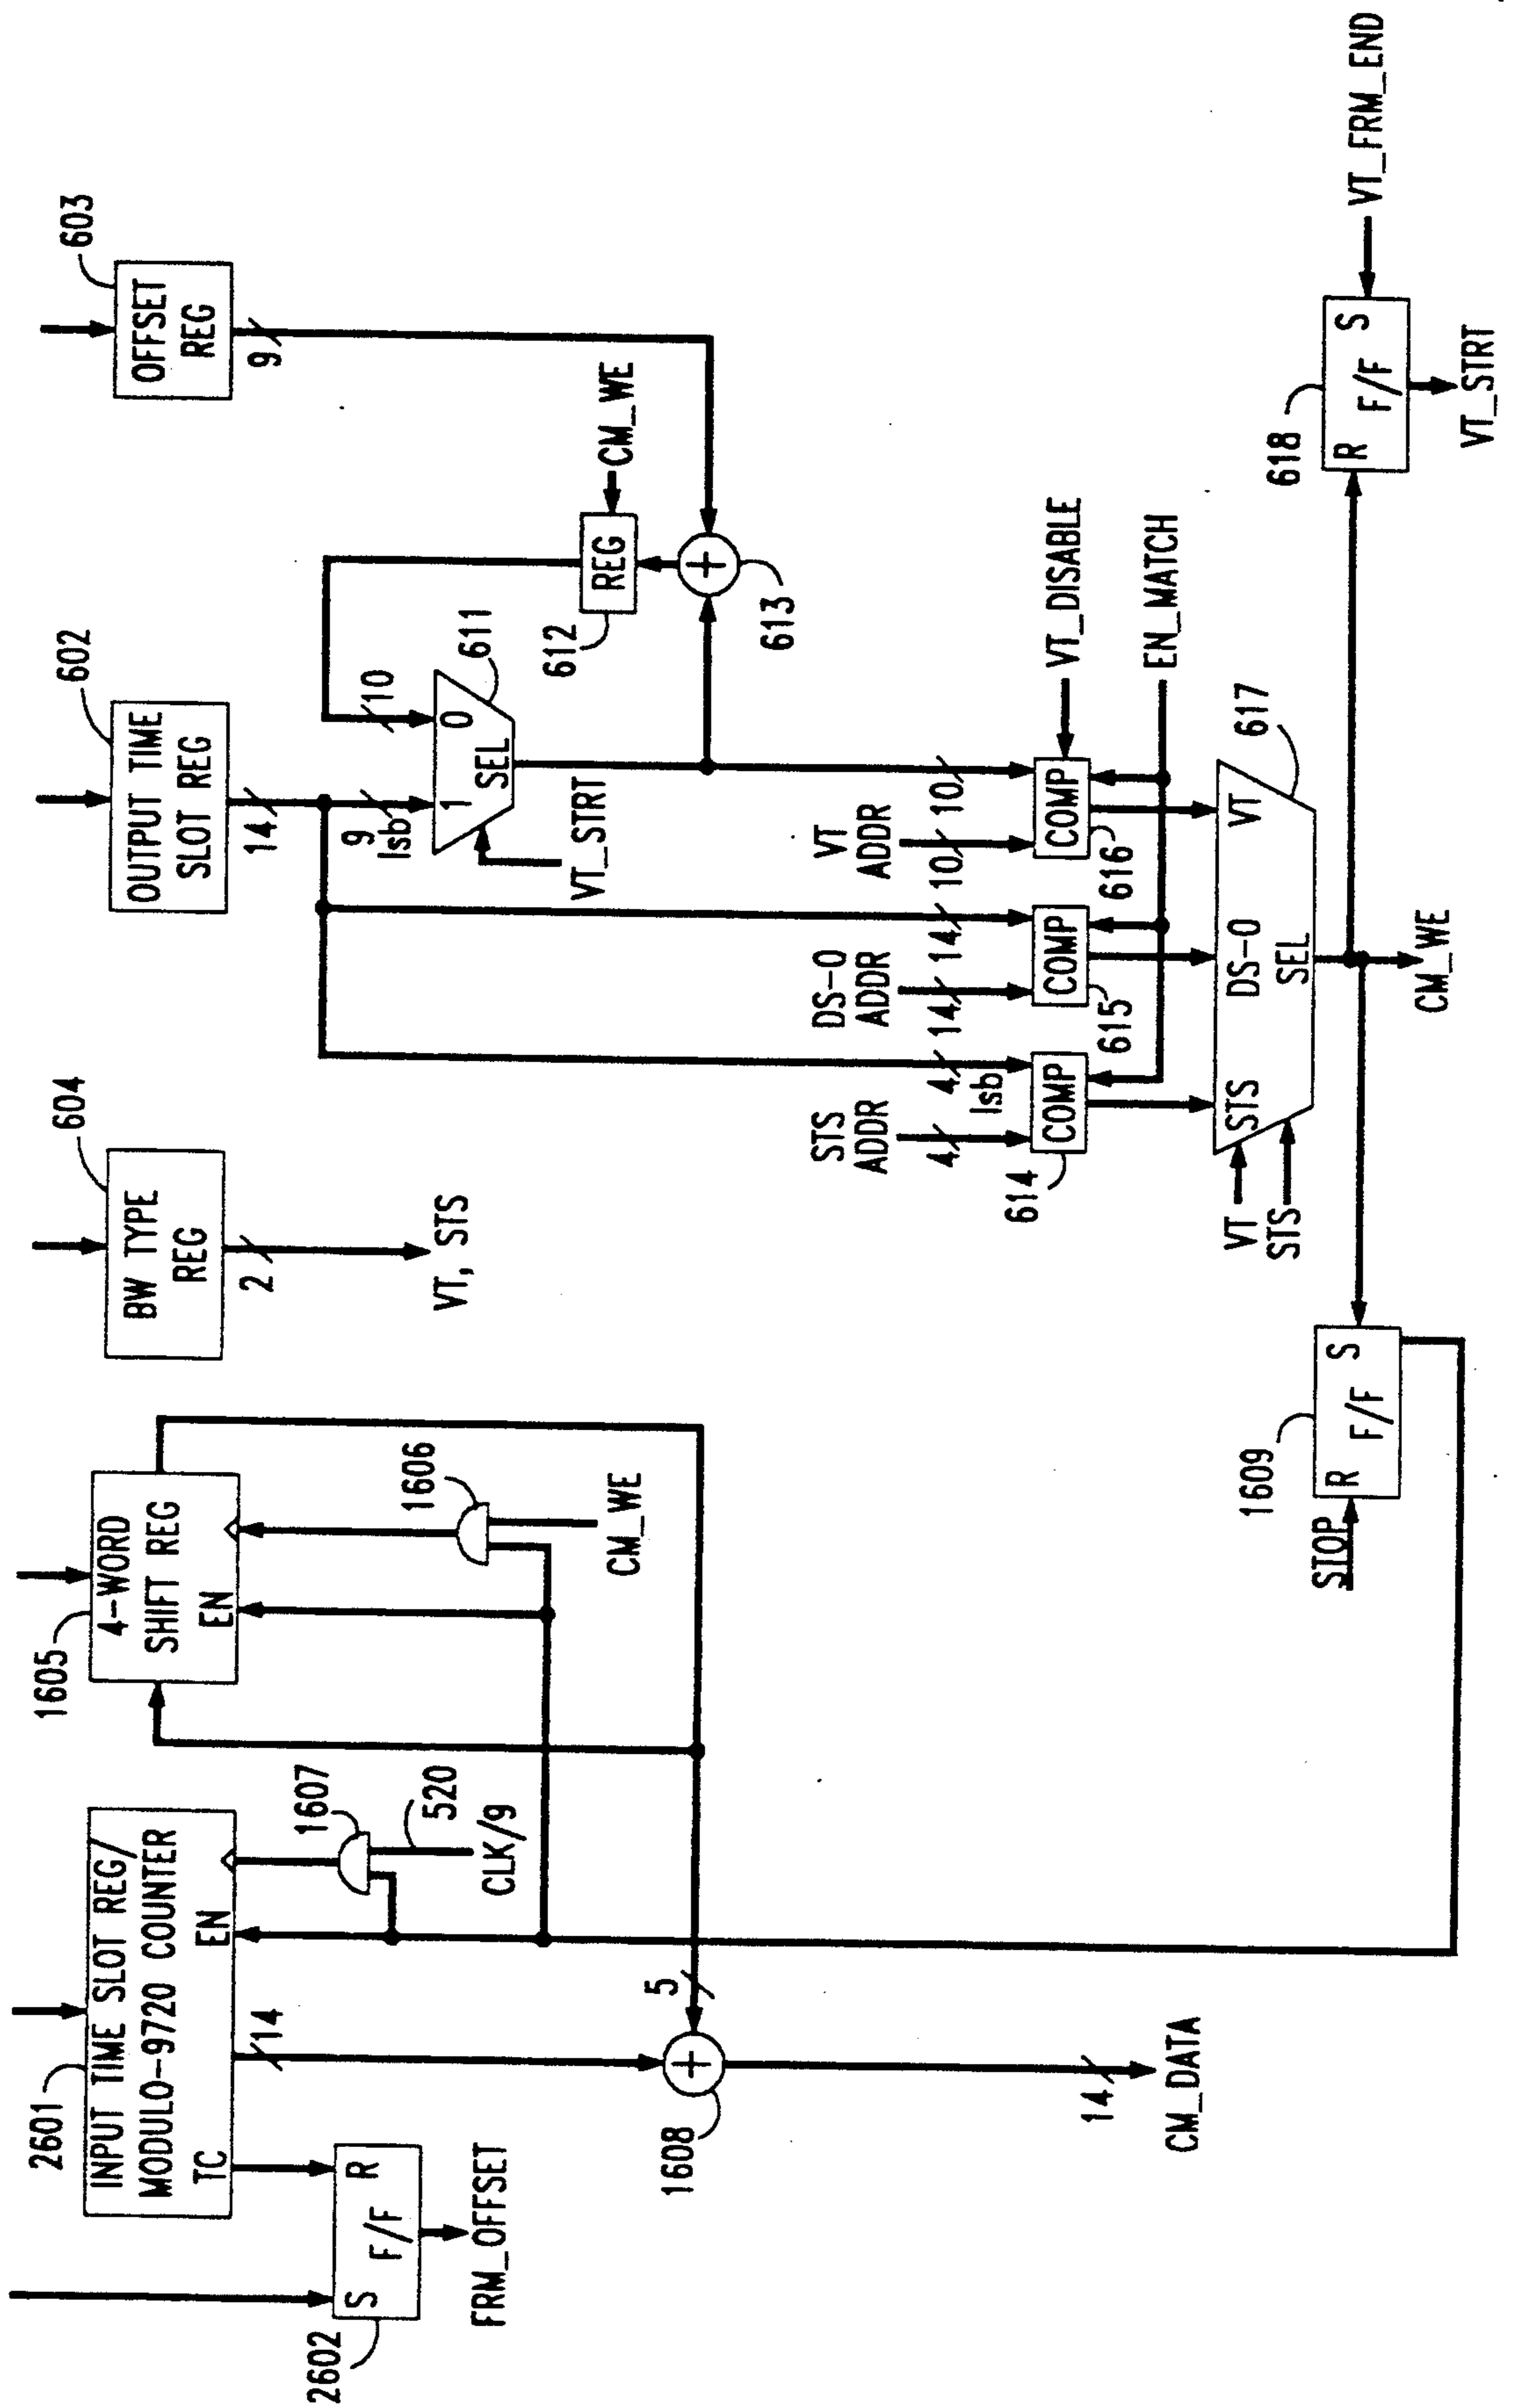 2601
INPUT TIME SLOT REG/
MODULO-9720 COUNTER
TC
EN
14
2602
S
R
F/F
FRM_OFFSET
1607
520
CLK/9
1605
4-WORD
SHIFT REG
EN
1606
CM_WE
5
1608
14
CM_DATA
604
BW TYPE
REG
2
VT, STS
602
OUTPUT TIME
SLOT REG
14
9
lsb
10
1
0
SEL
611
VT_STRT
603
OFFSET
REG
9
612
REG
CM_WE
613
STS
ADDR
4
4
lsb
DS-0
ADDR
14
14
VT
ADDR
10
10
VT_DISABLE
EN_MATCH
COMP
614
COMP
615
COMP
616
STS
DS-0
VT
SEL
617
VT
STS
CM_WE
1609
STOP
R
S
F/F
618
R
S
F/F
VT_FRM_END
VT_STRT